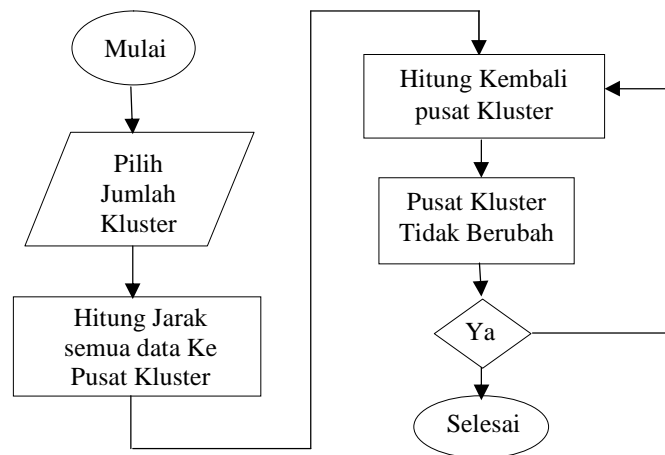 Mulai
Pilih
Jumlah
Kluster
Hitung Jarak
semua data Ke
Pusat Kluster
Hitung Kembali
pusat Kluster
Pusat Kluster
Tidak Berubah
Ya
Selesai